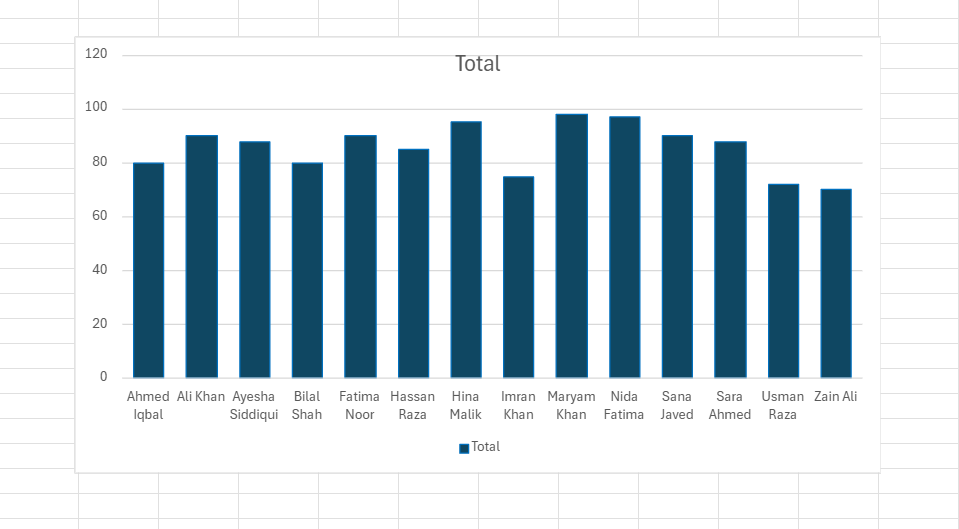 Total
120
100
80
60
40
20
0
Ahmed Iqbal
Ali Khan
Ayesha Siddiqui
Bilal Shah
Fatima Noor
Hassan Raza
Hina Malik
Imran Khan
Maryam Khan
Nida Fatima
Sana Javed
Sara Ahmed
Usman Raza
Zain Ali
Total